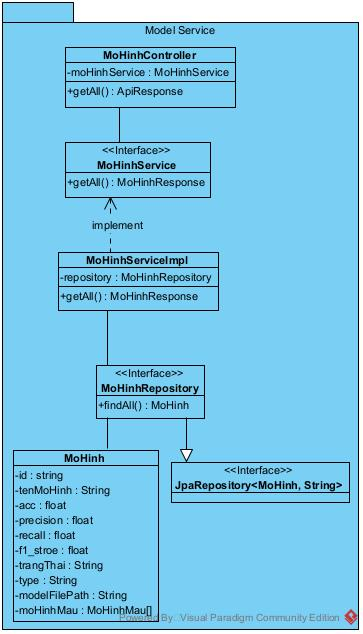 Model Service
MoHinhController
-moHinhService : MoHinhService
+getAll() : ApiResponse
<<Interface>>
MoHinhService
+getAll() : MoHinhResponse
implement
MoHinhServiceImpl
-repository : MoHinhRepository
+getAll() : MoHinhResponse
<<Interface>>
MoHinhRepository
+findAll() : MoHinh
MoHinh
-id : string
-tenMoHinh : String
-acc : float
-precision : float
-recall : float
-f1_stroe : float
-trangThai : String
-type : String
-modelFilePath : String
-moHinhMau : MoHinhMau[]
<<Interface>>
JpaRepository<MoHinh, String>
Powered By Visual Paradigm Community Edition